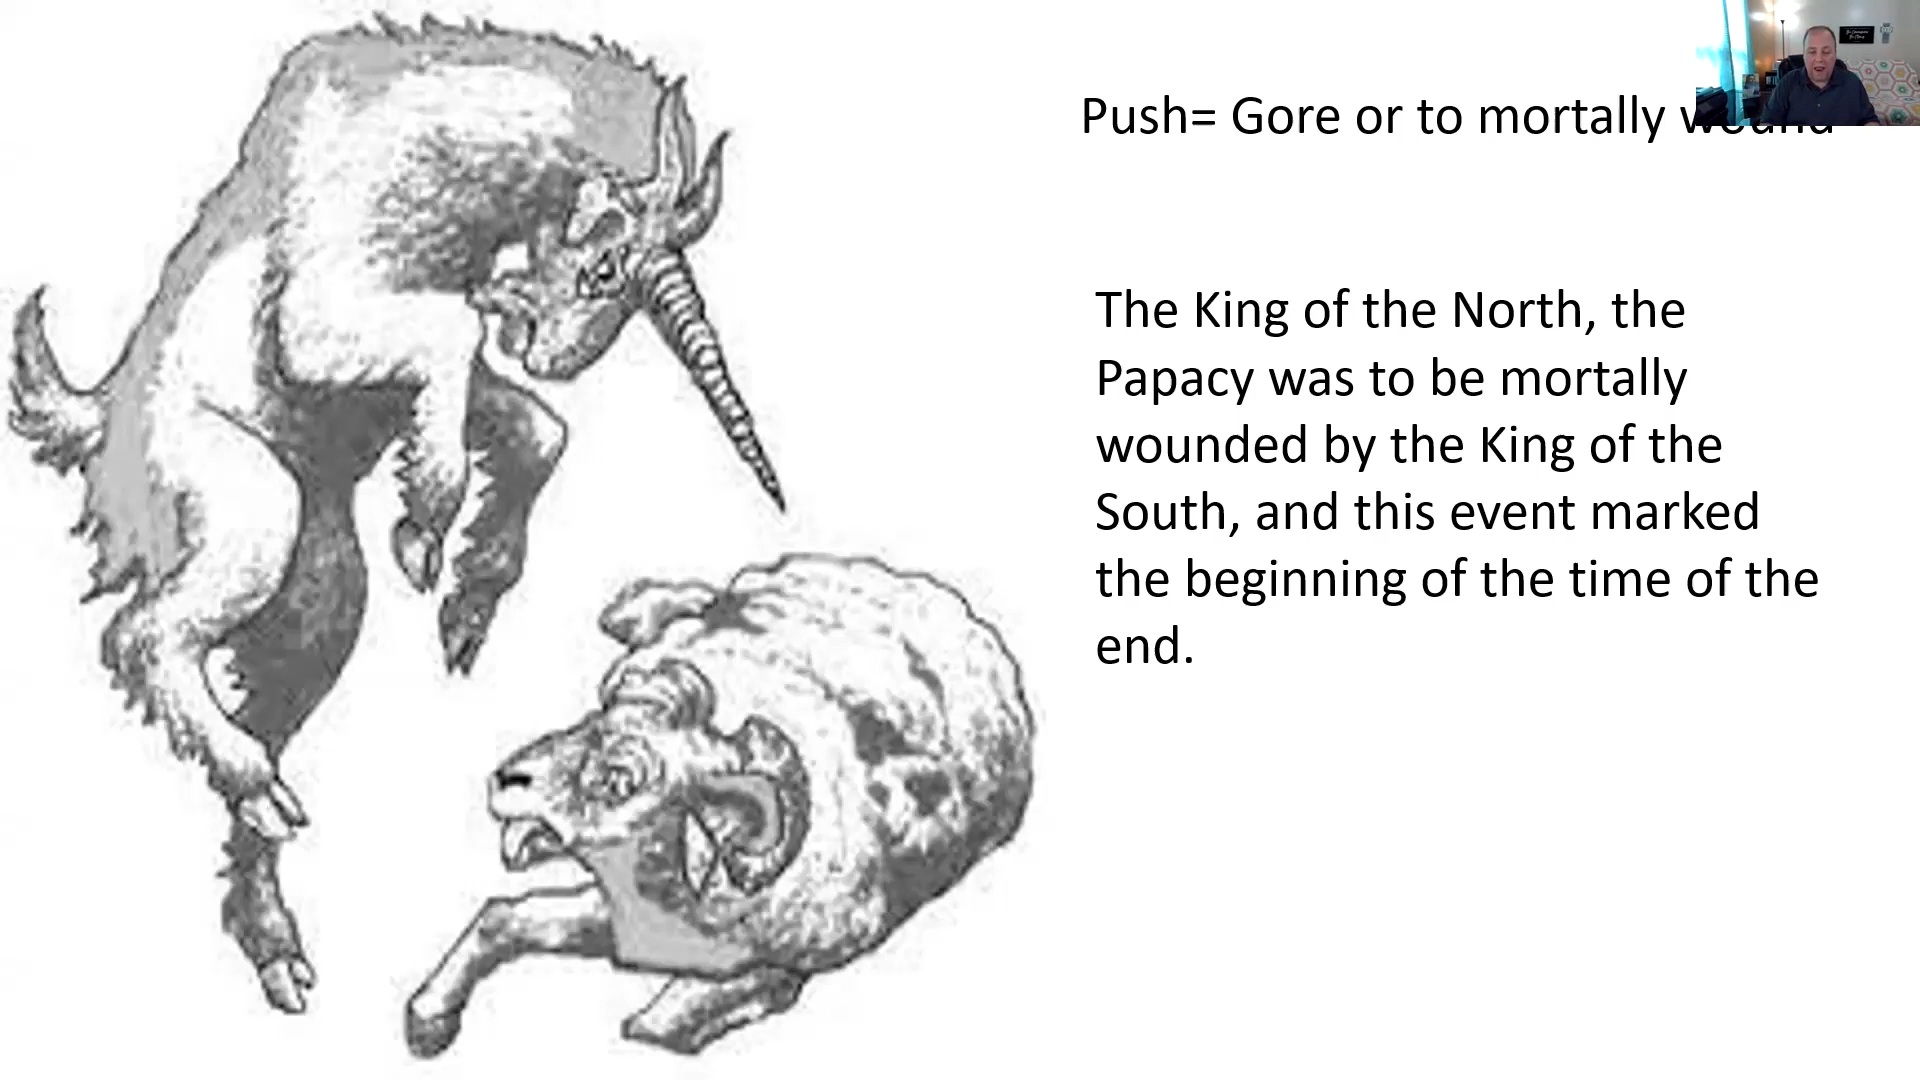 Push= Gore or to mortally wound
The King of the North, the
Papacy was to be mortally
wounded by the King of the
South, and this event marked
the beginning of the time of the
end.